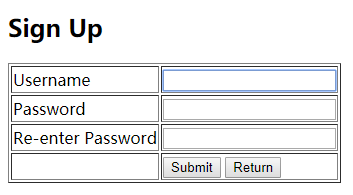 Sign Up
Username
Password
Re-enter Password
Submit Return